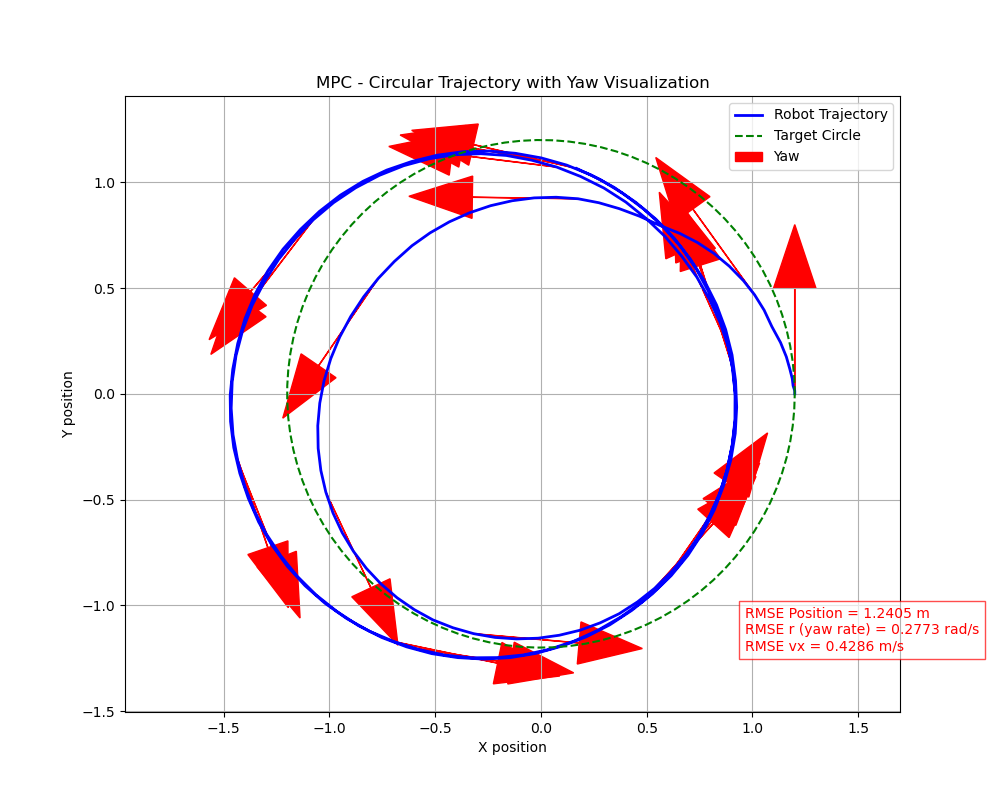 MPC - Circular Trajectory with Yaw Visualization
Robot Trajectory
Target Circle
Yaw
1.0
0.5
0.0
−0.5
−1.0
−1.5
Y position
RMSE Position = 1.2405 m
RMSE r (yaw rate) = 0.2773 rad/s
RMSE vx = 0.4286 m/s
−1.5 −1.0 −0.5 0.0 0.5 1.0 1.5
X position